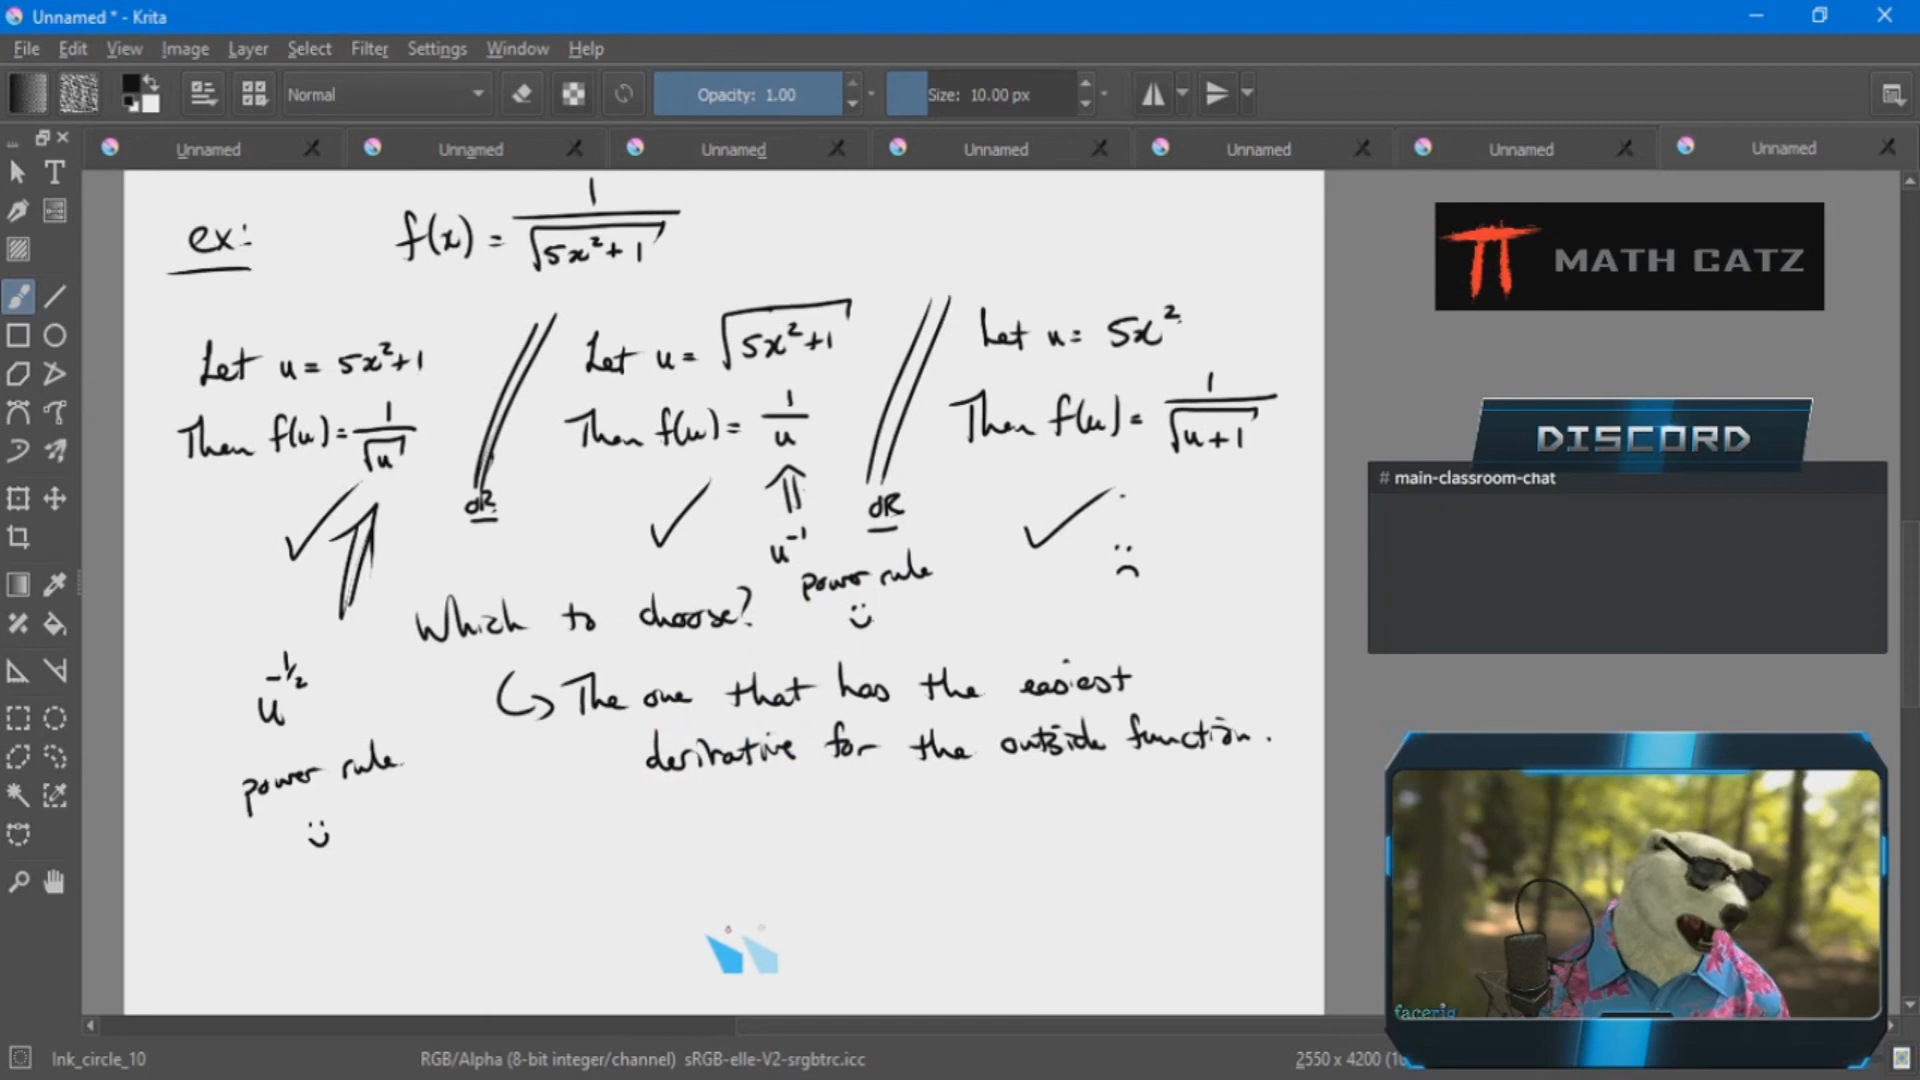 Unnamed * - Krita
File Edit View Image Layer Select Filter Settings Window Help
Normal Opacity: 1.00 Size: 10.00 px
Unnamed Unnamed Unnamed Unnamed Unnamed Unnamed Unnamed
ex: f(x) = 1/√(5x²+1)
Let u = 5x²+1
Then f(u) = 1/√u
OR
Let u = √(5x²+1)
Then f(u) = 1/u
OR
Let u = 5x²
Then f(u) = 1/√(u+1)
u⁻¹
power rule
Which to choose?
The one that has the easiest
derivative for the outside function.
u^-1/2
power rule
MATH CATZ
DISCORD
# main-classroom-chat
facerig
Ink_circle_10 RGB/Alpha (8-bit integer/channel) sRGB-elle-V2-srgbtrc.icc 2550 x 4200